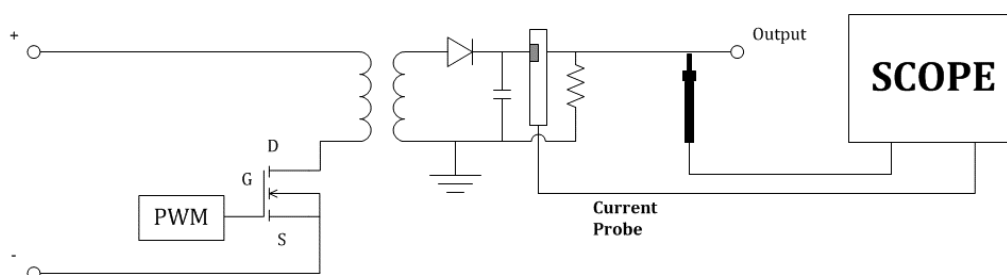 +
Output
SCOPE
D
G
PWM
S
Current
Probe
-